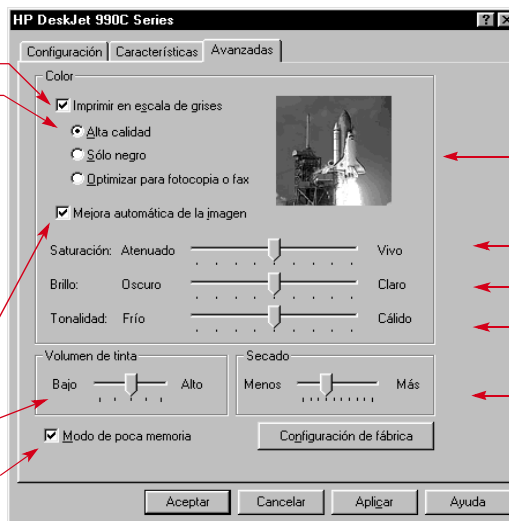 HP DeskJet 990C Series
Configuración Características Avanzadas
Color
Imprimir en escala de grises
Alta calidad
Sólo negro
Optimizar para fotocopia o fax
Mejora automática de la imagen
Saturación: Atenuado Vivo
Brillo: Oscuro Claro
Tonalidad: Frío Cálido
Volumen de tinta Secado
Bajo Alto Menos Más
Modo de poca memoria Configuración de fábrica
Aceptar Cancelar Aplicar Ayuda